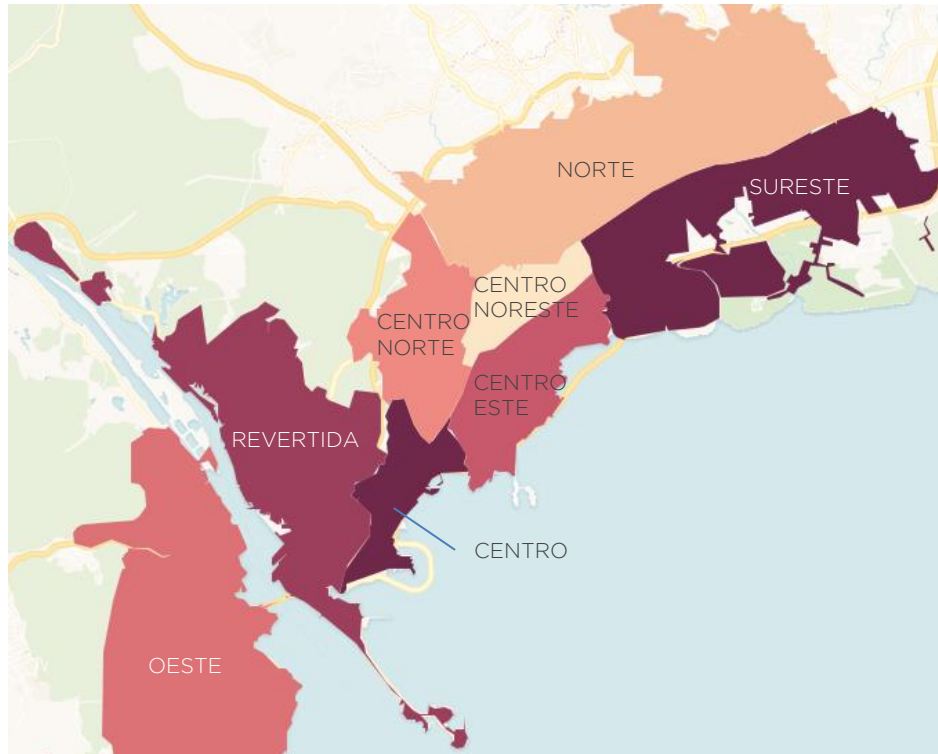 NORTE
SURESTE
CENTRO
NORESTE
CENTRO
NORTE
CENTRO
ESTE
REVERTIDA
CENTRO
OESTE